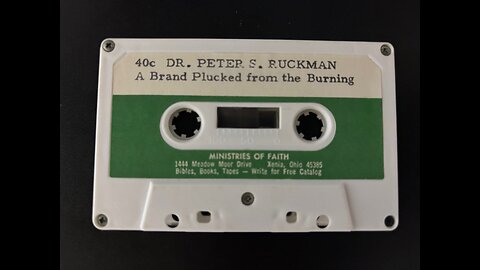 40c DR. PETER S. RUCKMAN
A Brand Plucked from the Burning
MINISTRIES OF FAITH
1444 Meadow Moor Drive Xenia, Ohio 45385
Bibles, Books, Tapes — Write for Free Catalog